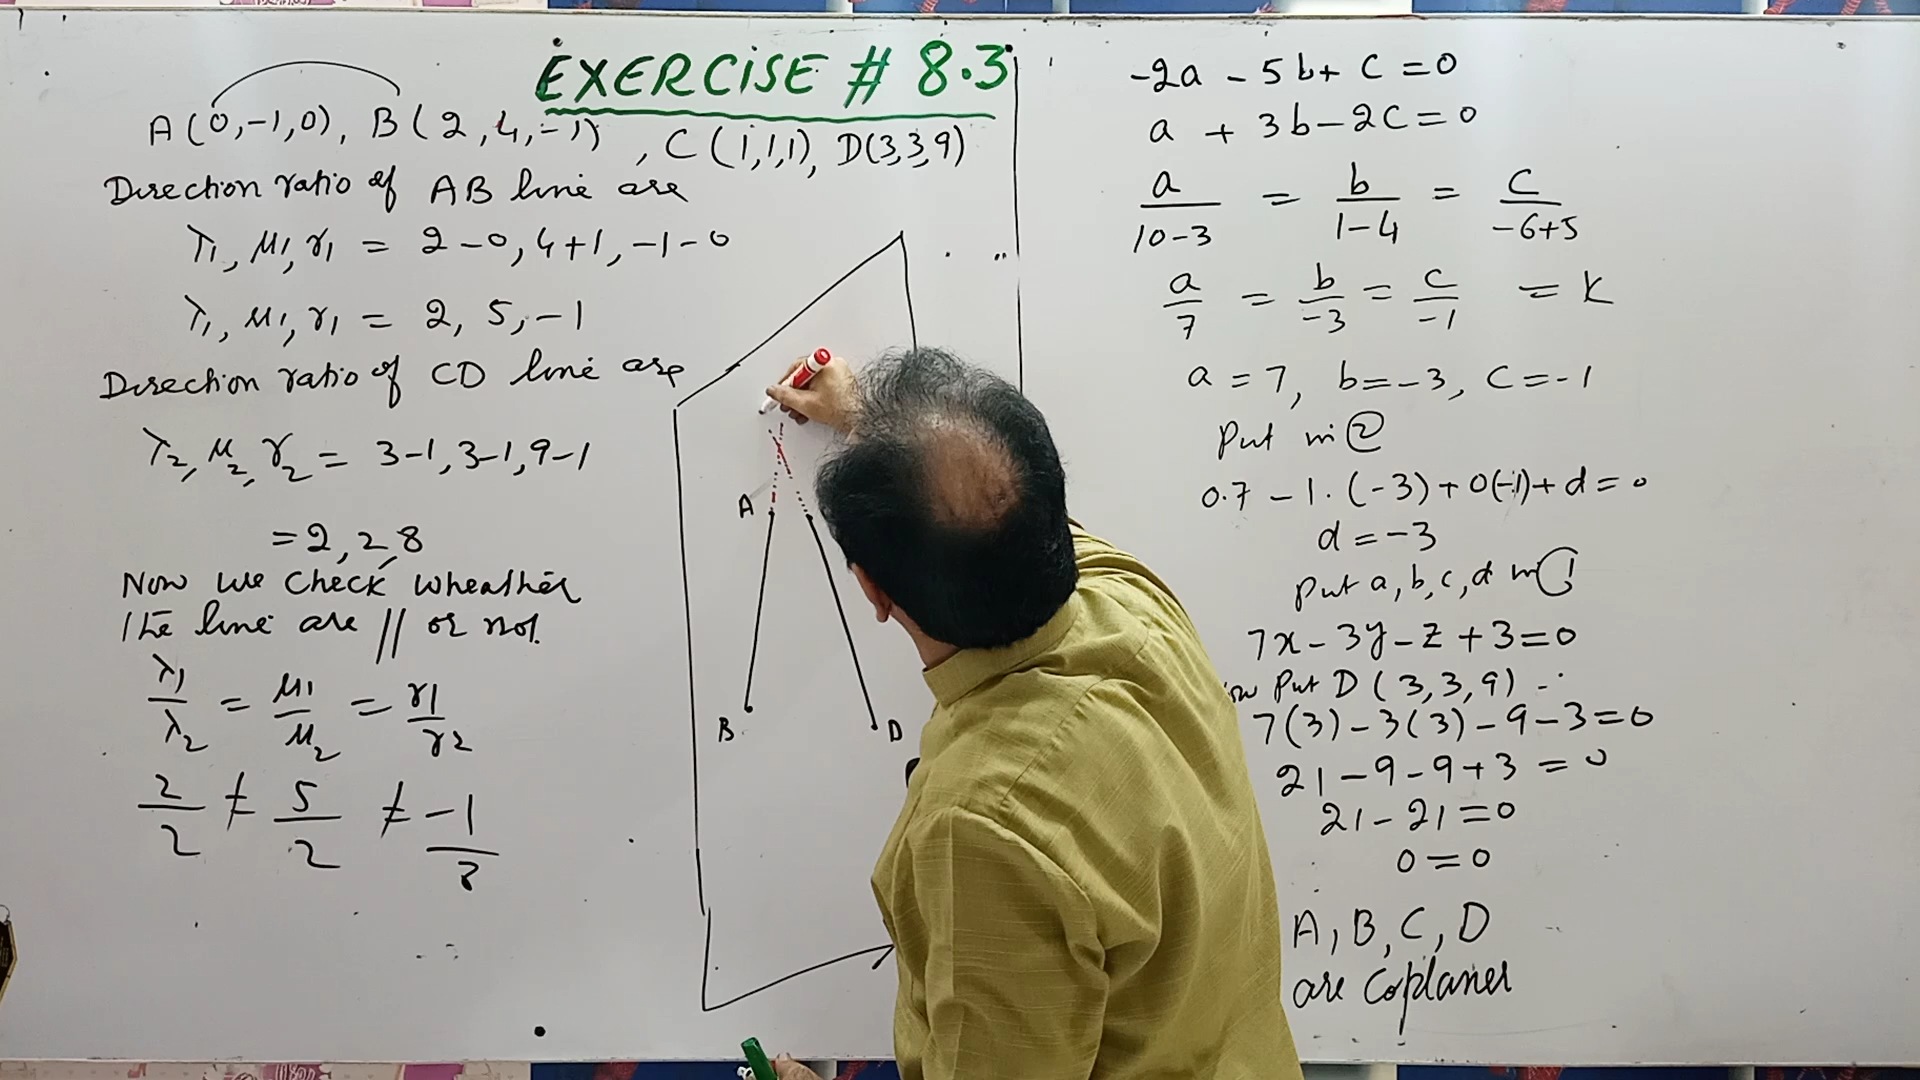 EXERCISE # 8.3
A(0,-1,0), B(2,4,-1), C(1,1,1), D(3,3,9)
Direction ratio of AB line are
λ1, μ1, γ1 = 2-0, 4+1, -1-0
λ1, μ1, γ1 = 2, 5, -1
Direction ratio of CD line are
λ2, μ2, γ2 = 3-1, 3-1, 9-1
= 2, 2, 8
Now we check wheather
the line are // or not.
λ1/λ2 = μ1/μ2 = γ1/γ2
2/2 ≠ 5/2 ≠ -1/8
A
B
D
-2a - 5b + c = 0
a + 3b - 2c = 0
a/10-3 = b/1-4 = c/-6+5
a/7 = b/-3 = c/-1 = k
a = 7, b = -3, c = -1
Put in ②
0.7 - 1.(-3) + 0(-1) + d = 0
d = -3
Put a, b, c, d in
7x - 3y - z + 3 = 0
Put D (3,3,9)
7(3) - 3(3) - 9 - 3 = 0
21 - 9 - 9 + 3 = 0
21 - 21 = 0
0 = 0
A, B, C, D
are Coplaner